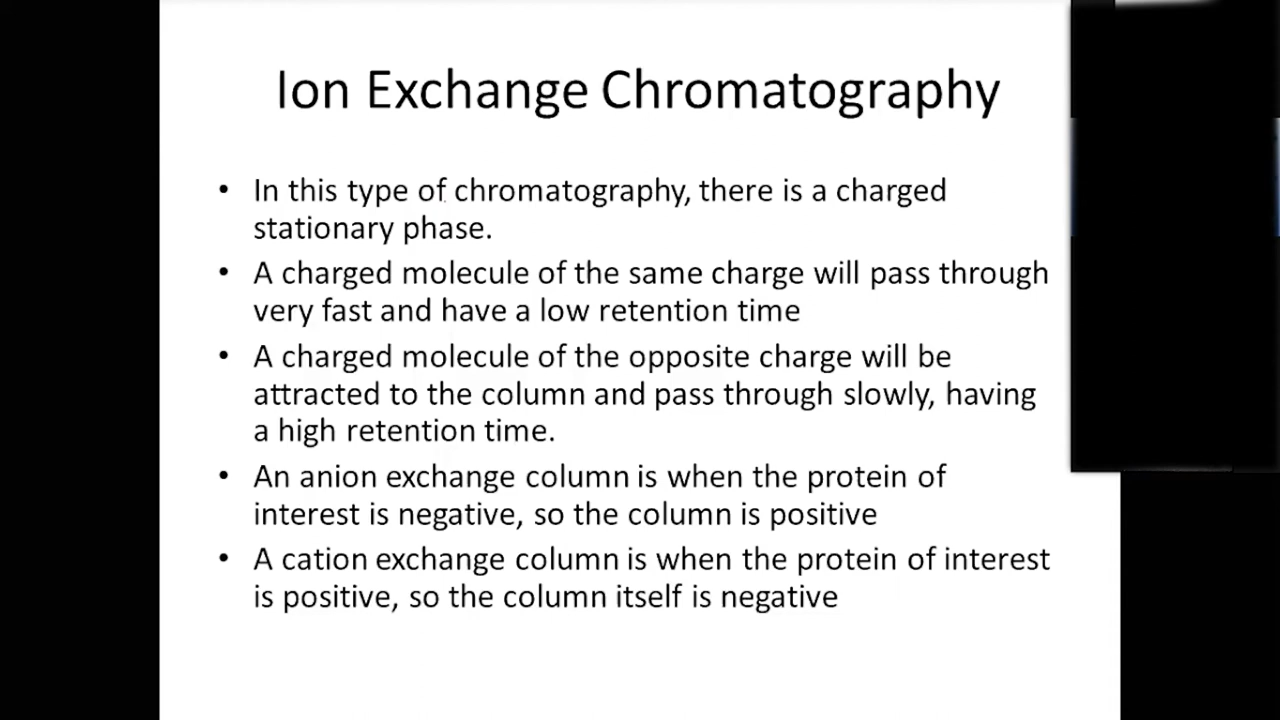 Ion Exchange Chromatography
• In this type of chromatography, there is a charged
stationary phase.
• A charged molecule of the same charge will pass through
very fast and have a low retention time
• A charged molecule of the opposite charge will be
attracted to the column and pass through slowly, having
a high retention time.
• An anion exchange column is when the protein of
interest is negative, so the column is positive
• A cation exchange column is when the protein of interest
is positive, so the column itself is negative